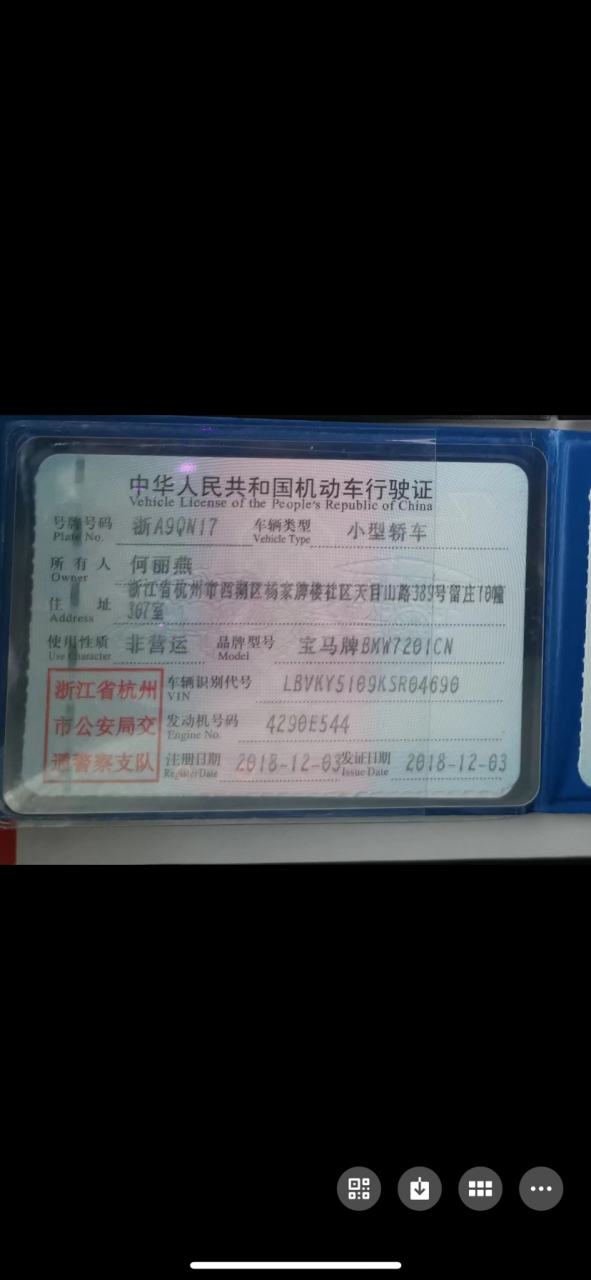 中华人民共和国机动车行驶证
Vehicle License of the People's Republic of China
号牌号码 浙A9QN17 车辆类型 小型轿车
Plate No. Vehicle Type
所有人 何丽燕
Owner
浙江省杭州市西湖区杨家牌楼社区天目山路389号留庄10幢
住址 307室
Address
使用性质 非营运 品牌型号 宝马牌BMW7201CN
Use Character Model
浙江省杭州 车辆识别代号 LBVKY5109KSR04690
VIN
市公安局交 发动机号码 4290E544
Engine No.
通警察支队 注册日期 2018-12-03 发证日期 2018-12-03
Register Date Issue Date